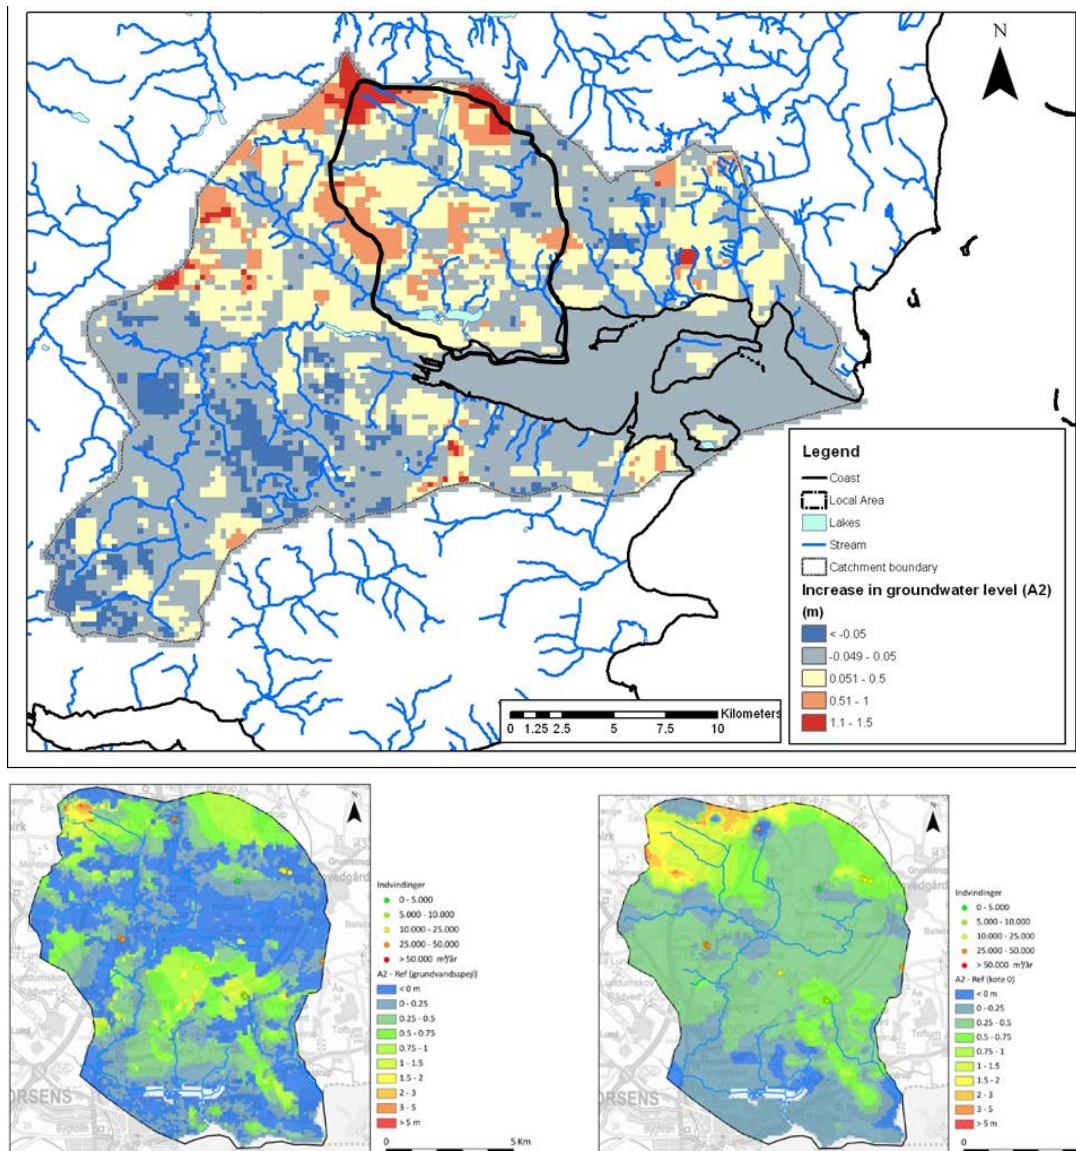 N
Legend
Coast
Local Area
Lakes
Stream
Catchment boundary
Increase in groundwater level (A2)
(m)
< -0.05
-0.049 - 0.05
0.051 - 0.5
0.51 - 1
1.1 - 1.5
Kilometers
0 1.25 2.5 5 7.5 10
N
Indvindinger
0 - 5.000
5.000 - 10.000
10.000 - 25.000
25.000 - 50.000
> 50.000 m³/år
A2 - Ref (grundvandsspejl)
< 0 m
0 - 0.25
0.25 - 0.5
0.5 - 0.75
0.75 - 1
1 - 1.5
1.5 - 2
2 - 3
3 - 5
> 5 m
ORSENS
0 5 Km
N
Indvindinger
0 - 5.000
5.000 - 10.000
10.000 - 25.000
25.000 - 50.000
> 50.000 m³/år
A2 - Ref (kote 0)
< 0 m
0 - 0.25
0.25 - 0.5
0.5 - 0.75
0.75 - 1
1 - 1.5
1.5 - 2
2 - 3
3 - 5
> 5 m
ORSENS
0